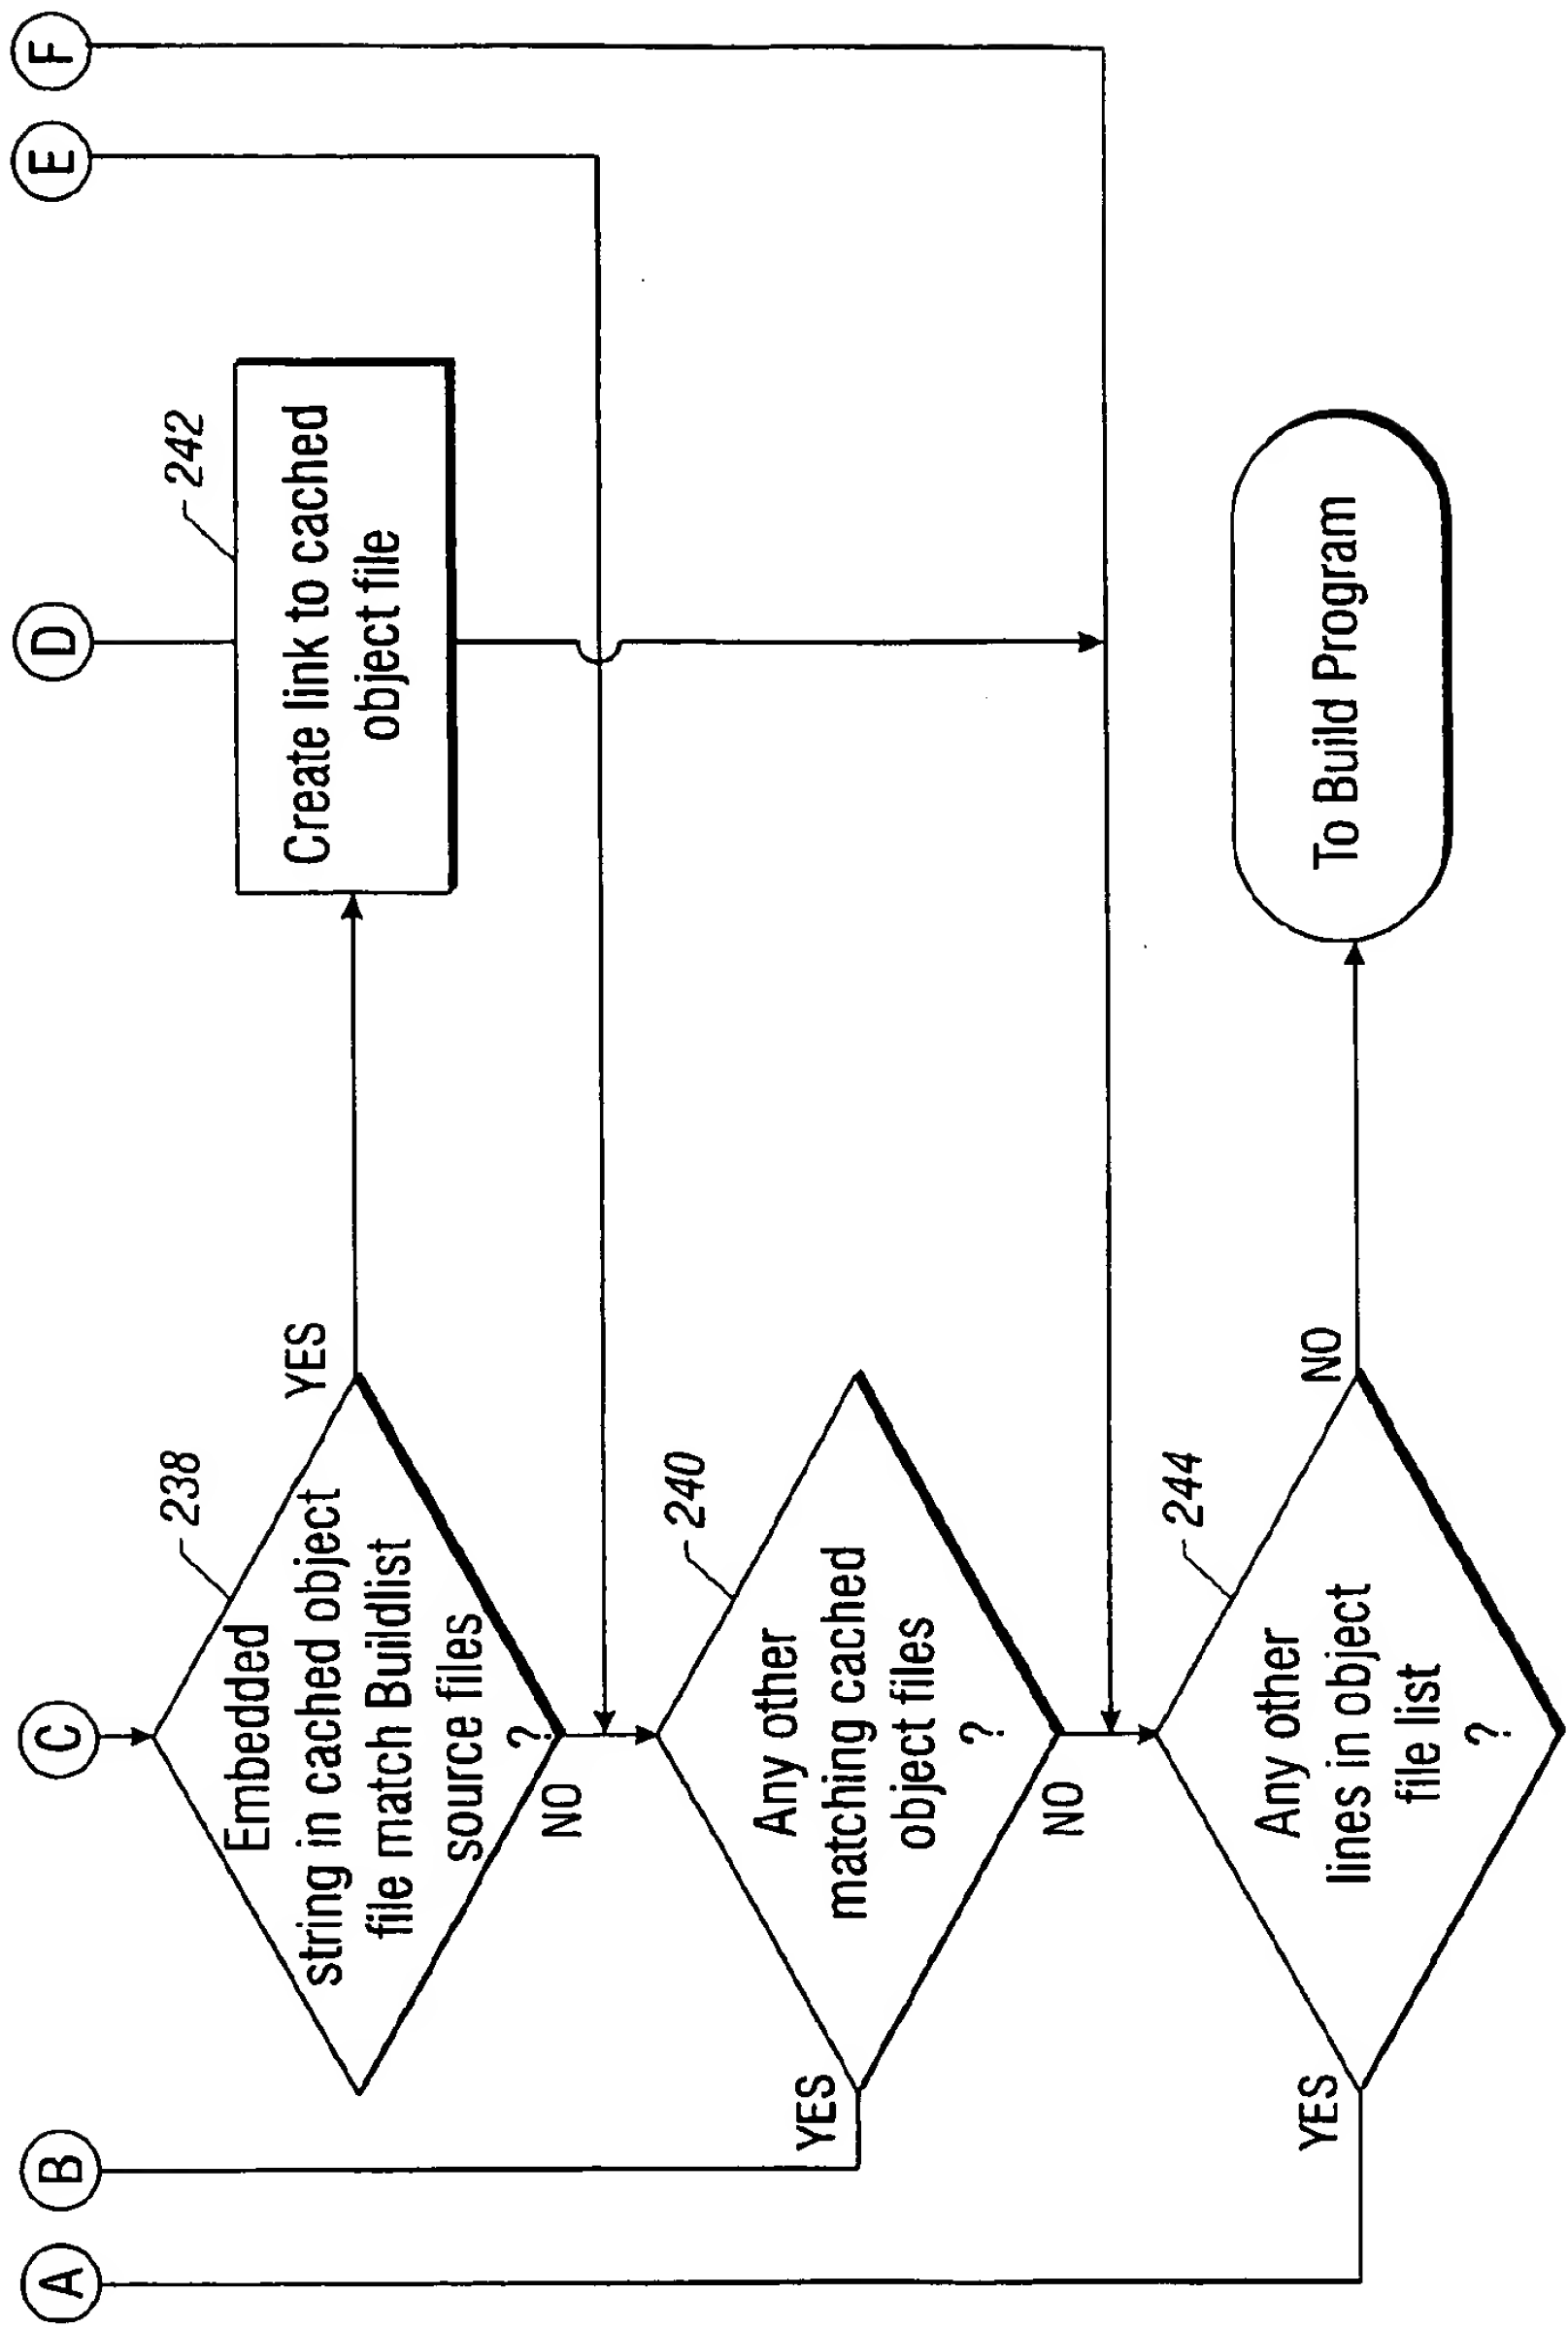 A
B
C
D
E
F
238
Embedded
string in cached object
file match Buildlist
source files
?
YES
NO
242
Create link to cached
object file
240
Any other
matching cached
object files
?
YES
NO
244
Any other
lines in object
file list
?
YES
NO
To Build Program